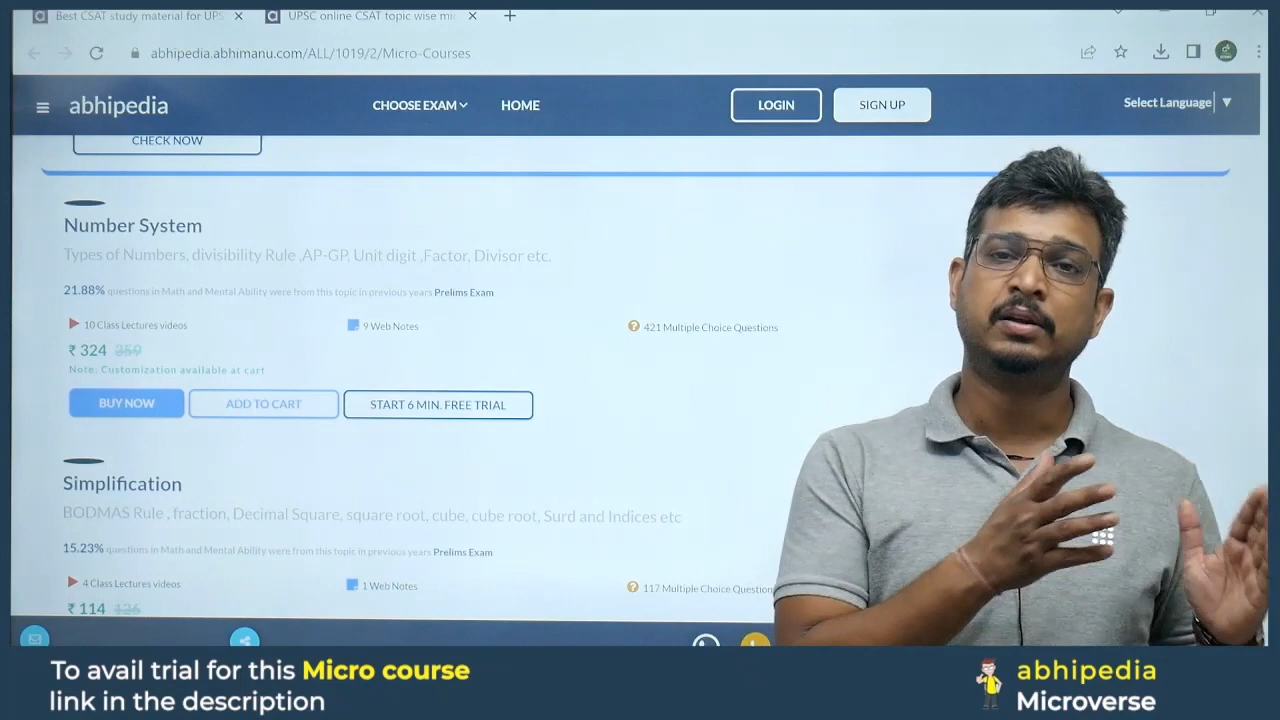 Best CSAT study material for UPS
UPSC online CSAT topic wise mi
abhipedia.abhimanu.com/ALL/1019/2/Micro-Courses
abhipedia
CHOOSE EXAM
HOME
LOGIN
SIGN UP
Select Language
CHECK NOW
Number System
Types of Numbers, divisibility Rule ,AP-GP, Unit digit ,Factor, Divisor etc.
21.88% questions in Math and Mental Ability were from this topic in previous years Prelims Exam
10 Class Lectures videos
9 Web Notes
421 Multiple Choice Questions
₹ 324 359
Note: Customization available at cart
BUY NOW
ADD TO CART
START 6 MIN. FREE TRIAL
Simplification
BODMAS Rule , fraction, Decimal Square, square root, cube, cube root, Surd and Indices etc
15.23% questions in Math and Mental Ability were from this topic in previous years Prelims Exam
4 Class Lectures videos
1 Web Notes
117 Multiple Choice Question
₹ 114 126
To avail trial for this Micro course
link in the description
abhipedia
Microverse